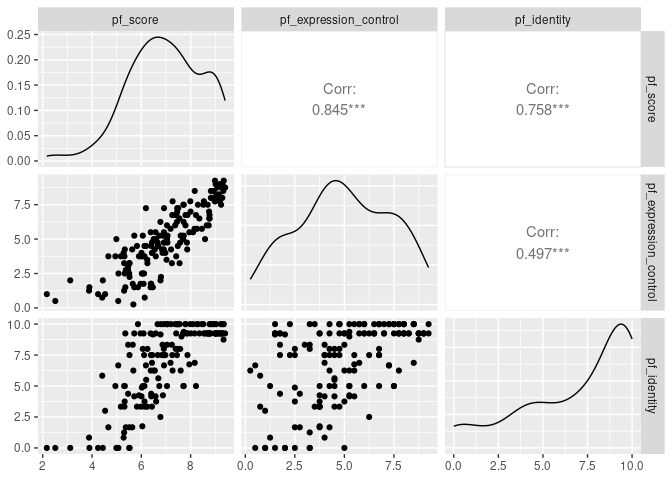 pf_score pf_expression_control pf_identity
0.25
0.20
0.15
0.10
0.05
0.00
Corr:
0.845***
Corr:
0.758***
pf_score
7.5
5.0
2.5
0.0
Corr:
0.497***
pf_expression_control
10.0
7.5
5.0
2.5
0.0
pf_identity
2 4 6 8 0.0 2.5 5.0 7.5 0.0 2.5 5.0 7.5 10.0